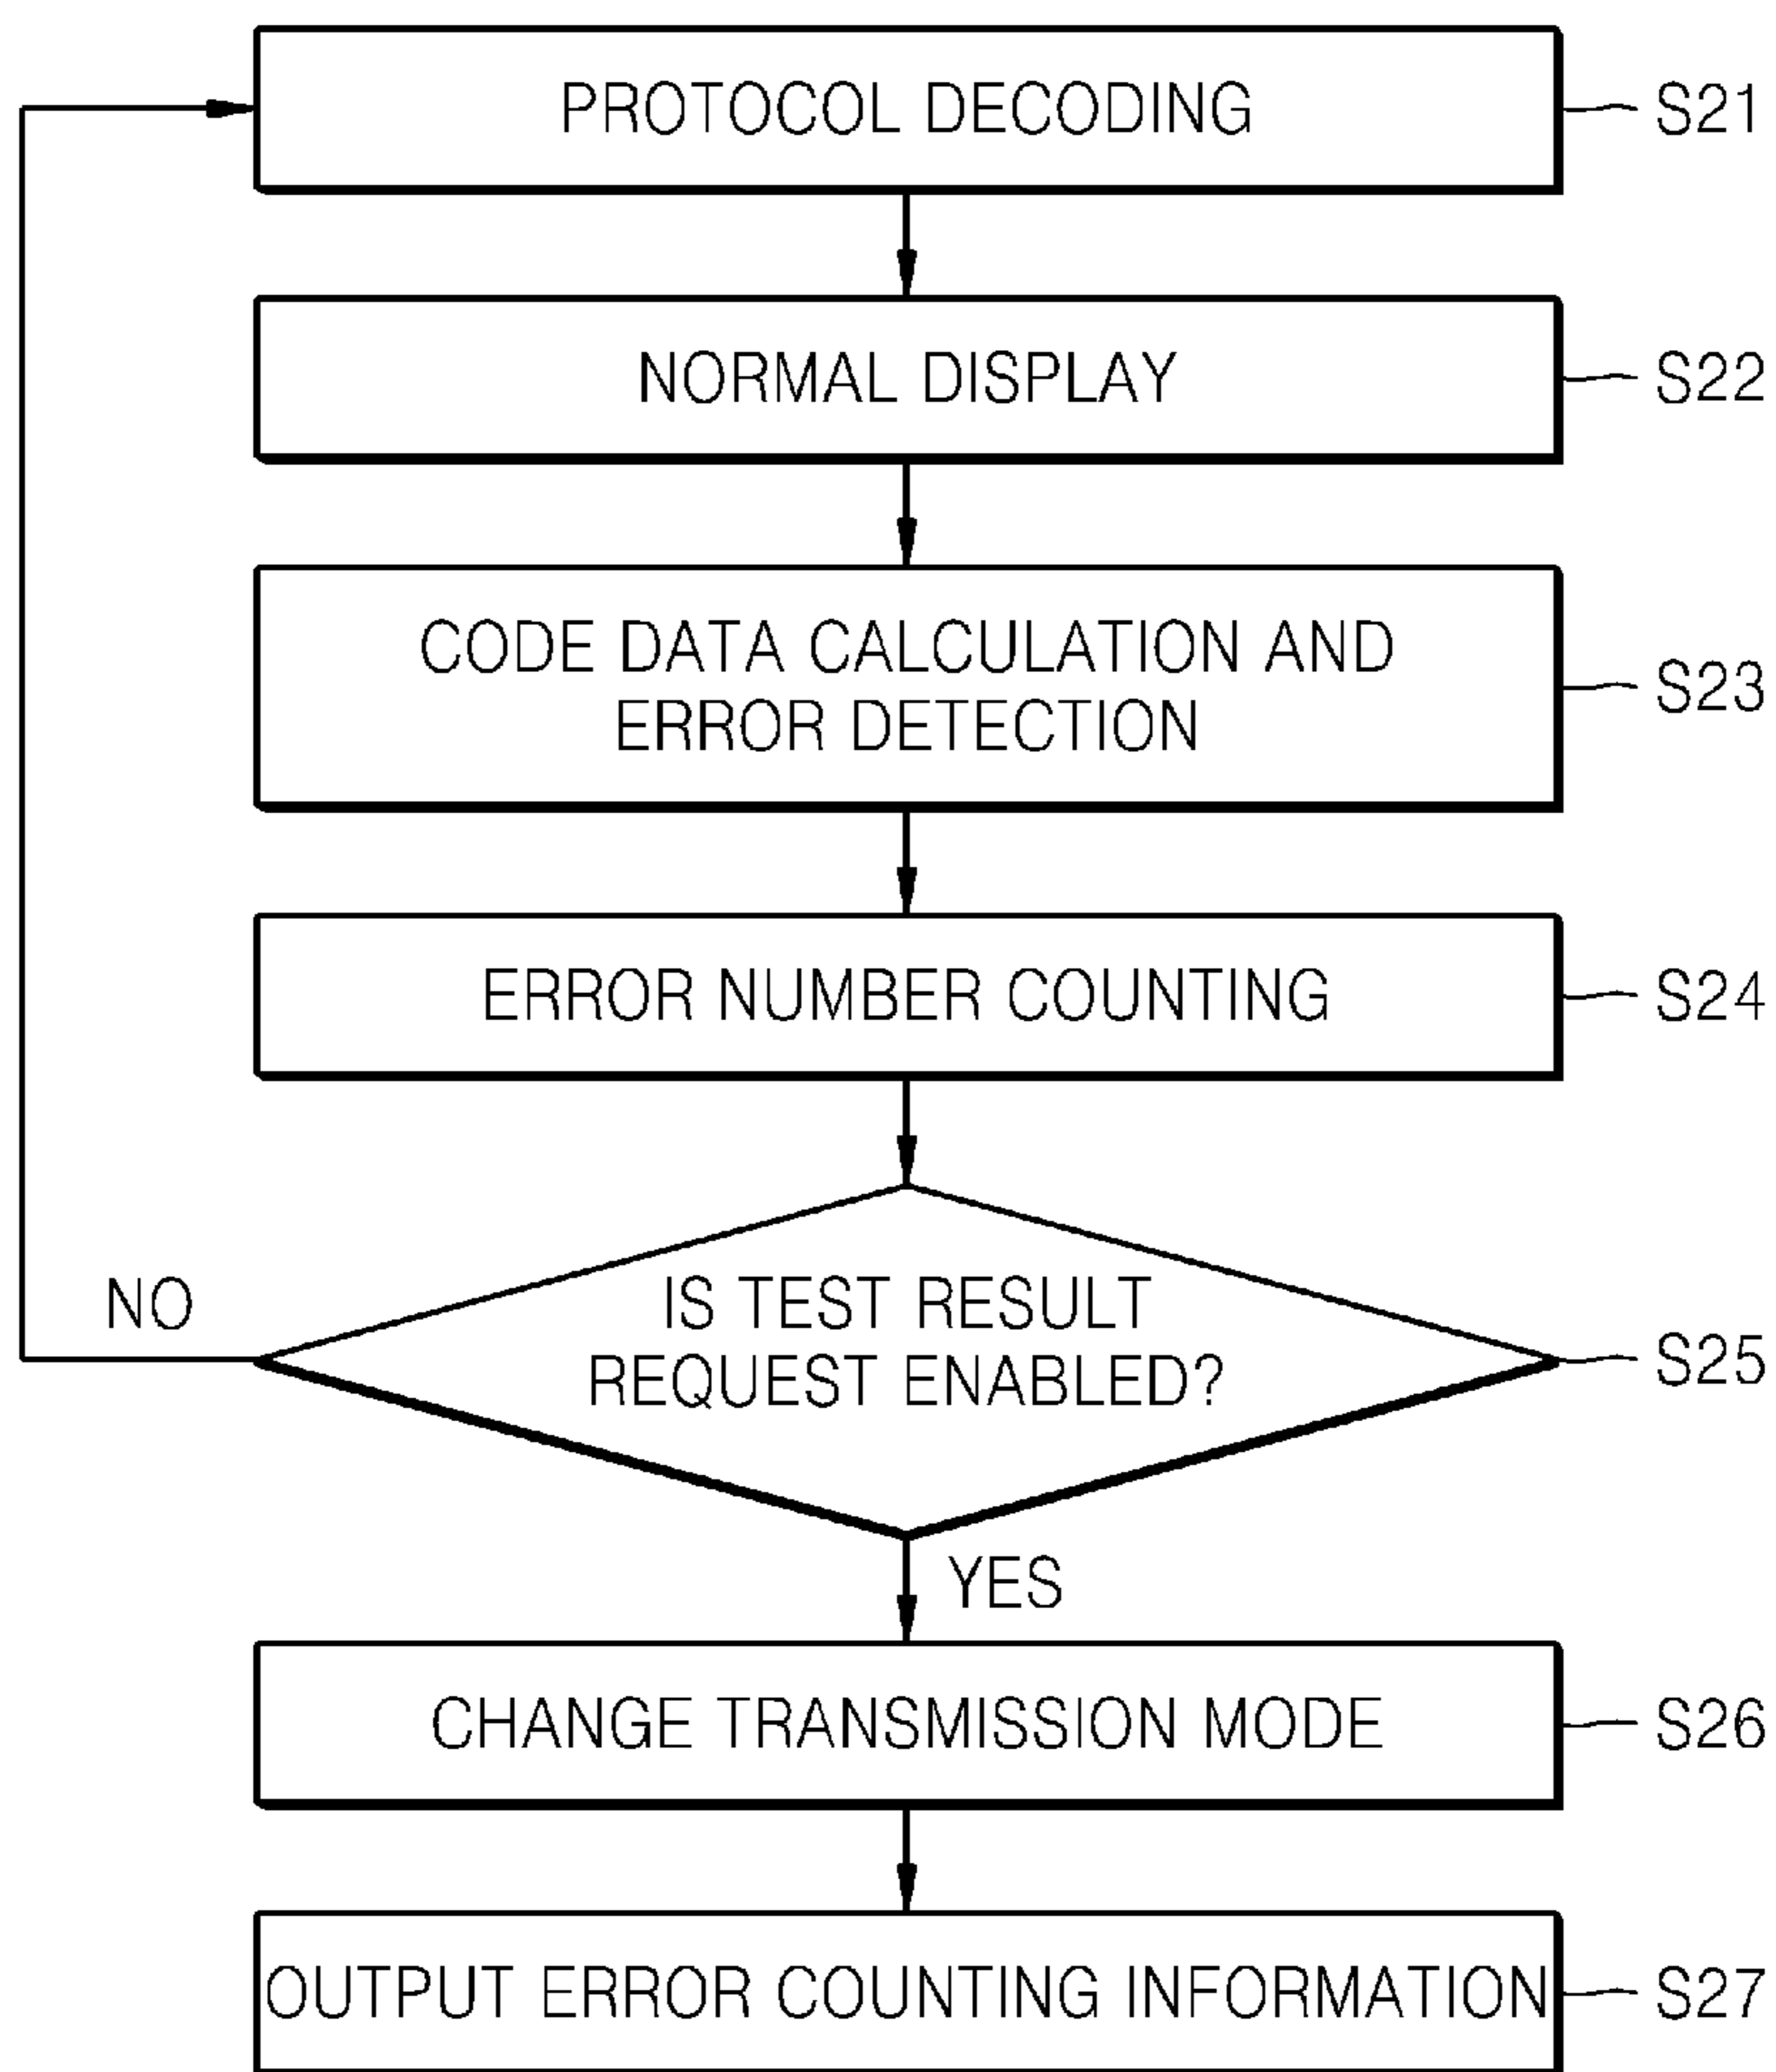 PROTOCOL DECODING
S21
NORMAL DISPLAY
S22
CODE DATA CALCULATION AND
ERROR DETECTION
S23
ERROR NUMBER COUNTING
S24
NO
IS TEST RESULT
REQUEST ENABLED?
S25
YES
CHANGE TRANSMISSION MODE
S26
OUTPUT ERROR COUNTING INFORMATION
S27